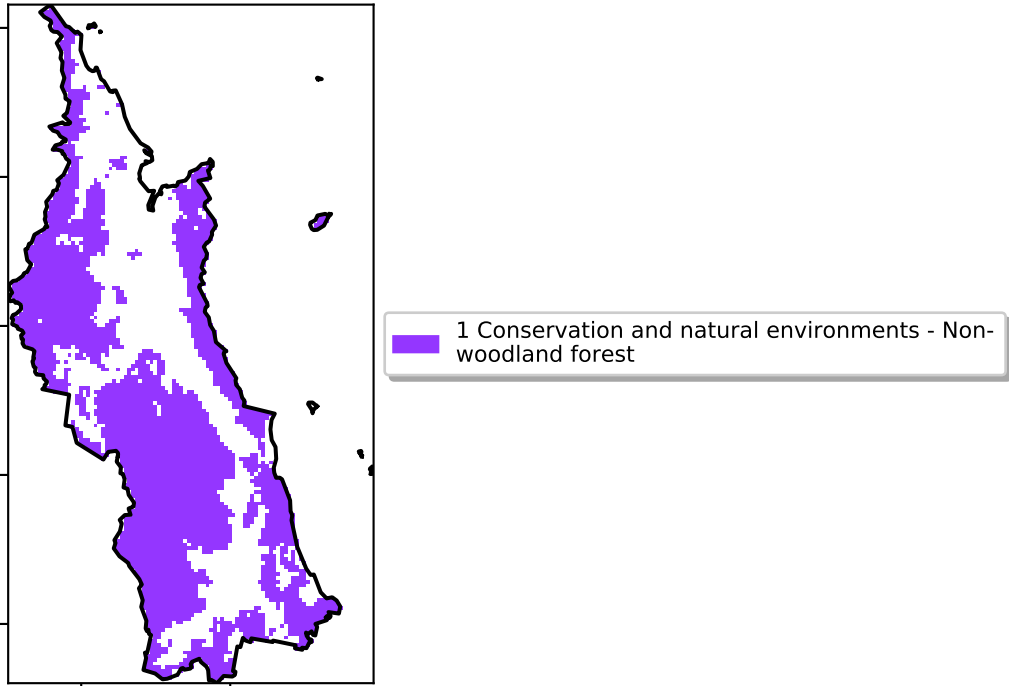 1 Conservation and natural environments - Non-
woodland forest